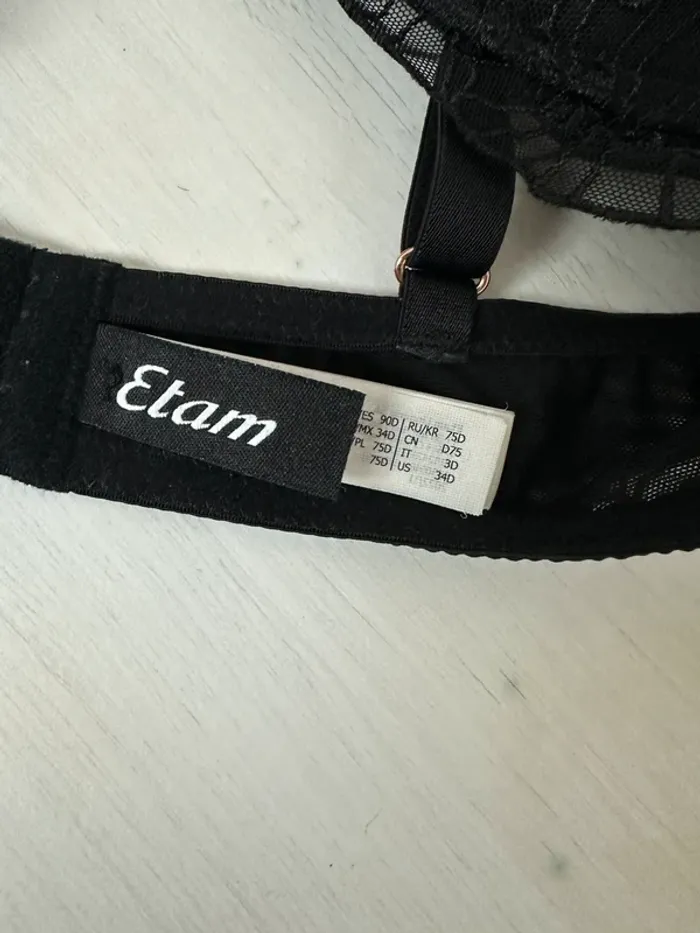 Etam
ES 90D | RU/KR 75D
/MX 34D | CN D75
/PL 75D | IT 3D
75D | US 34D